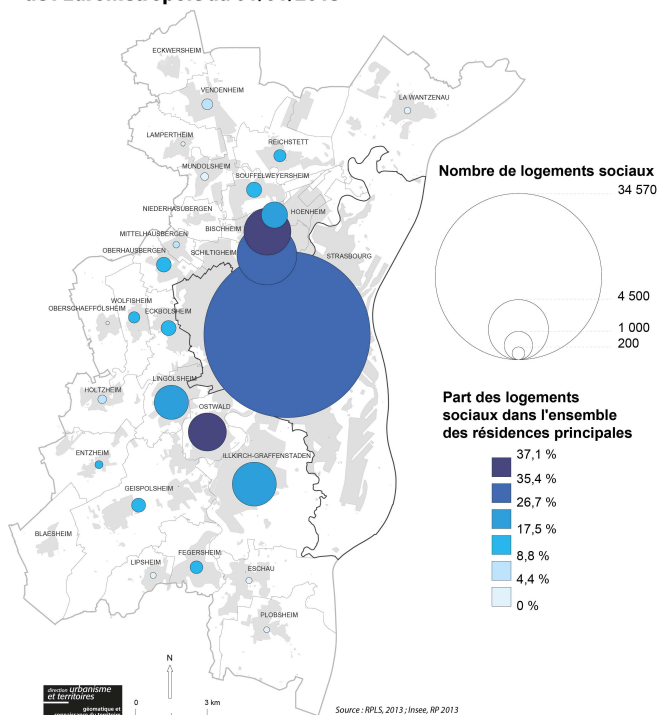 ECKWERSHEIM
VENDENHEIM
LA WANTZENAU
LAMPERTHEIM
REICHSTETT
MUNDOLSHEIM
SOUFFELWEYERSHEIM
NIEDERHAUSBERGEN
HOENHEIM
MITTELHAUSBERGEN
BISCHHEIM
OBERHAUSBERGEN
SCHILTIGHEIM
STRASBOURG
WOLFISHEIM
OBERSCHAEFFOLSHEIM
ECKBOLSHEIM
LINGOLSHEIM
HOLTZHEIM
OSTWALD
ENTZHEIM
ILLKIRCH-GRAFFENSTADEN
GEISPOLSHEIM
BLAESHEIM
FEGERSHEIM
LIPSHEIM
ESCHAU
PLOBSHEIM
Nombre de logements sociaux
34 570
4 500
1 000
200
Part des logements
sociaux dans l'ensemble
des résidences principales
37,1 %
35,4 %
26,7 %
17,5 %
8,8 %
4,4 %
0 %
N
direction urbanisme
et territoires
géomatique et
0 3 km
Source : RPLS, 2013 ; Insee, RP 2013